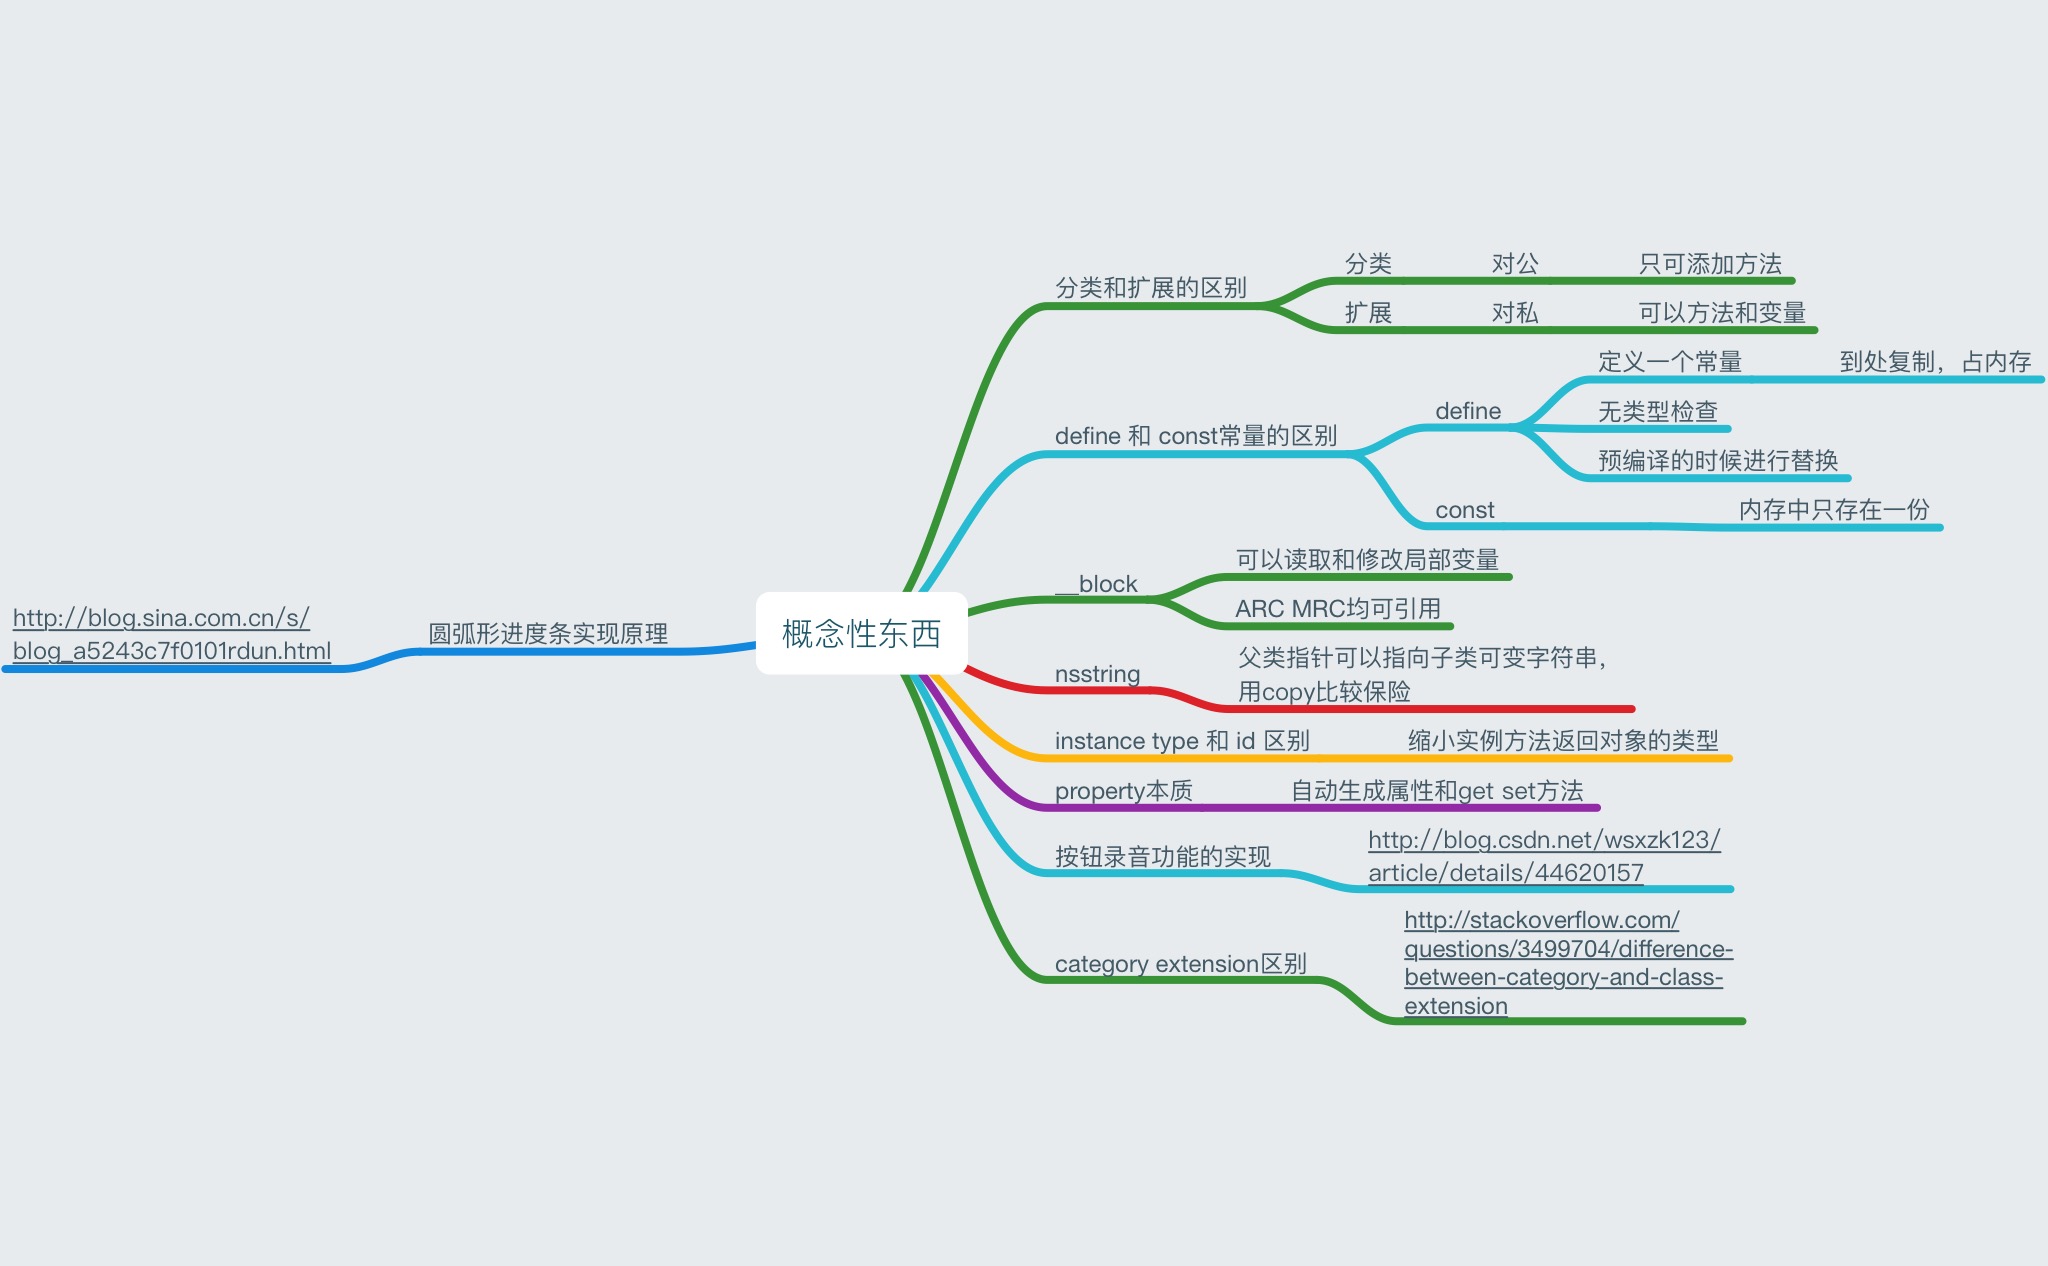 分类和扩展的区别
分类
对公
只可添加方法
扩展
对私
可以方法和变量
define 和 const常量的区别
define
定义一个常量
到处复制，占内存
无类型检查
预编译的时候进行替换
const
内存中只存在一份
__block
可以读取和修改局部变量
ARC MRC均可引用
概念性东西
圆弧形进度条实现原理
http://blog.sina.com.cn/s/
blog_a5243c7f0101rdun.html
nsstring
父类指针可以指向子类可变字符串，
用copy比较保险
instance type 和 id 区别
缩小实例方法返回对象的类型
property本质
自动生成属性和get set方法
按钮录音功能的实现
http://blog.csdn.net/wsxzk123/
article/details/44620157
category extension区别
http://stackoverflow.com/
questions/3499704/difference-
between-category-and-class-
extension